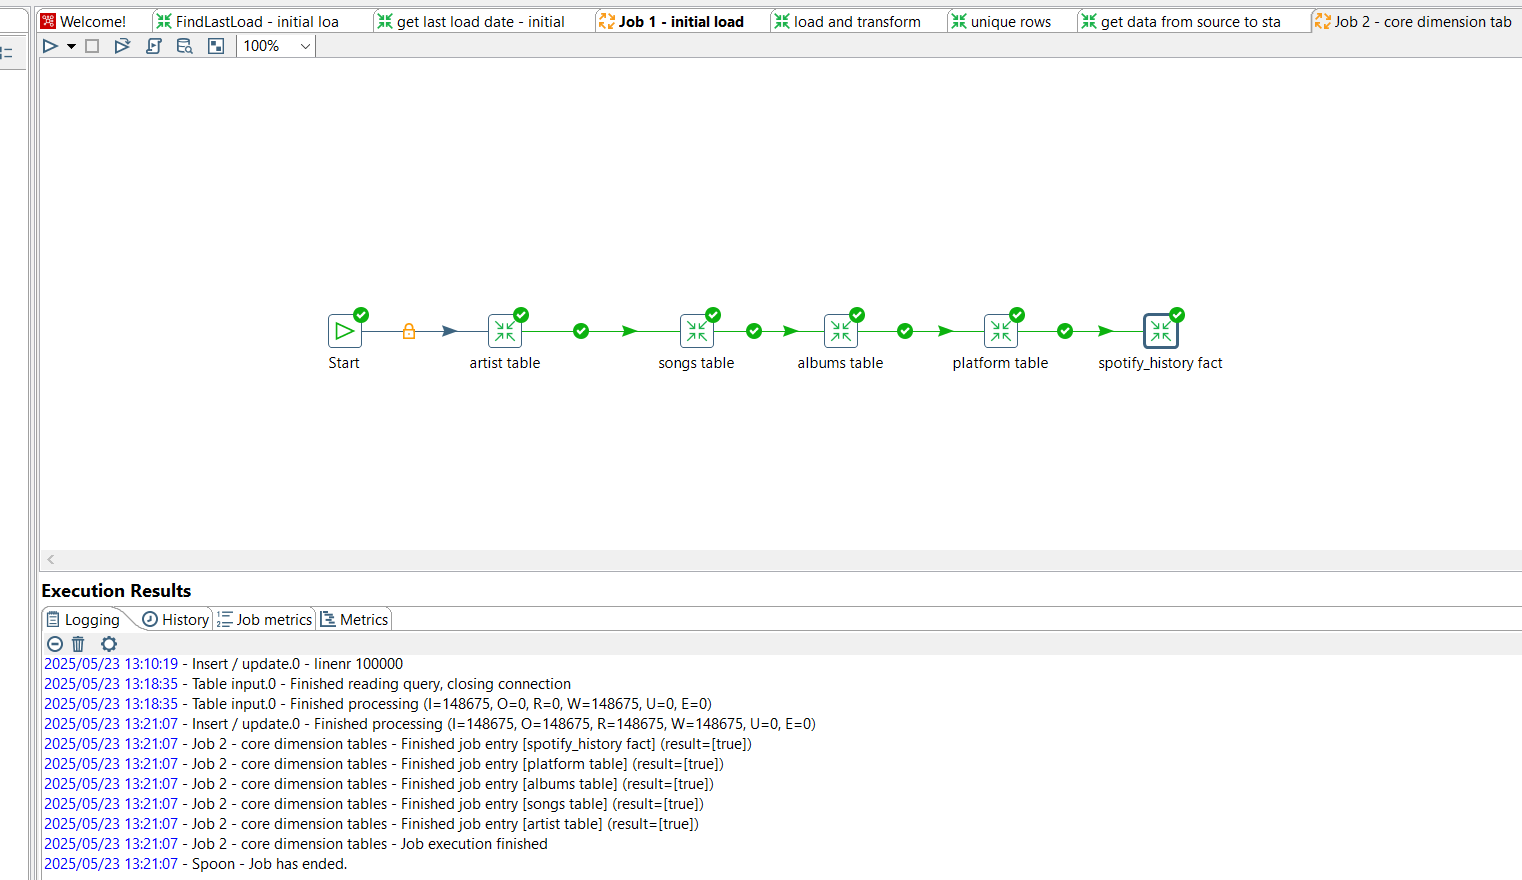 Welcome! FindLastLoad - initial loa get last load date - initial Job 1 - initial load load and transform unique rows get data from source to sta Job 2 - core dimension tab
100%
Start artist table songs table albums table platform table spotify_history fact
Execution Results
Logging History Job metrics Metrics
2025/05/23 13:10:19 - Insert / update.0 - linenr 100000
2025/05/23 13:18:35 - Table input.0 - Finished reading query, closing connection
2025/05/23 13:18:35 - Table input.0 - Finished processing (I=148675, O=0, R=0, W=148675, U=0, E=0)
2025/05/23 13:21:07 - Insert / update.0 - Finished processing (I=148675, O=148675, R=148675, W=148675, U=0, E=0)
2025/05/23 13:21:07 - Job 2 - core dimension tables - Finished job entry [spotify_history fact] (result=[true])
2025/05/23 13:21:07 - Job 2 - core dimension tables - Finished job entry [platform table] (result=[true])
2025/05/23 13:21:07 - Job 2 - core dimension tables - Finished job entry [albums table] (result=[true])
2025/05/23 13:21:07 - Job 2 - core dimension tables - Finished job entry [songs table] (result=[true])
2025/05/23 13:21:07 - Job 2 - core dimension tables - Finished job entry [artist table] (result=[true])
2025/05/23 13:21:07 - Job 2 - core dimension tables - Job execution finished
2025/05/23 13:21:07 - Spoon - Job has ended.